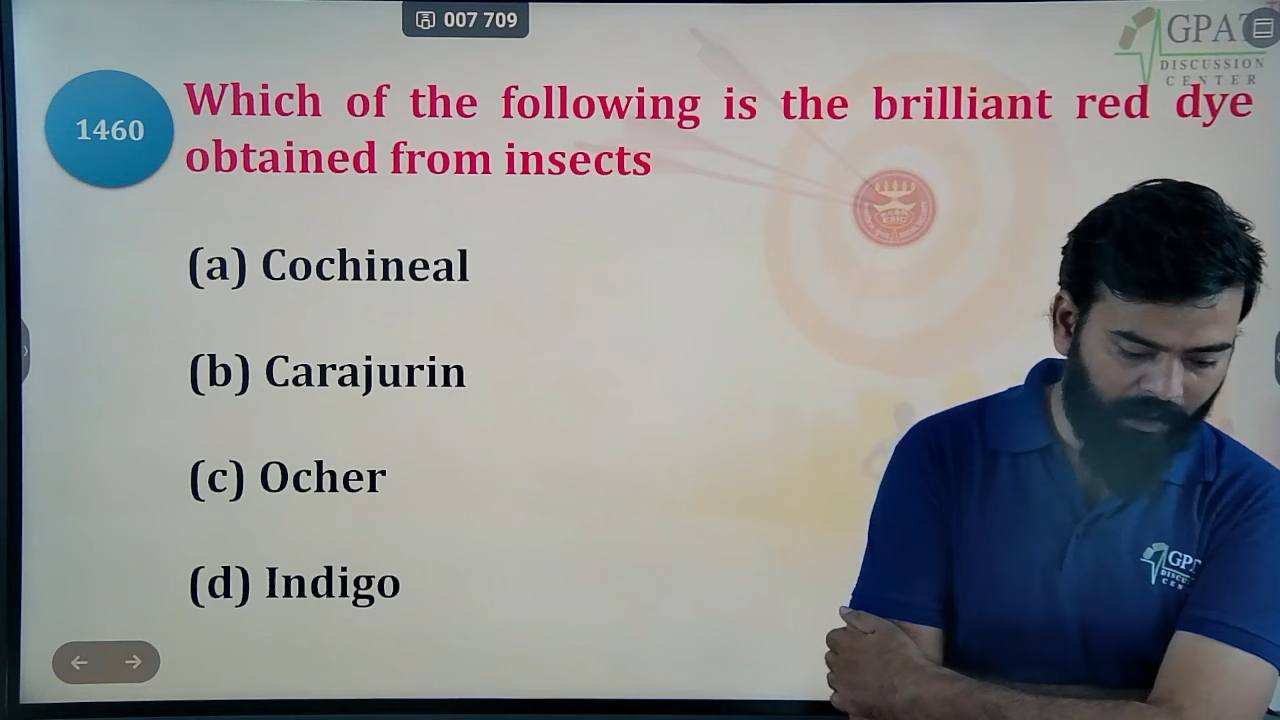 007 709
GPAT
DISCUSSION
CENTER
1460
Which of the following is the brilliant red dye
obtained from insects
(a) Cochineal
(b) Carajurin
(c) Ocher
(d) Indigo
GPAT